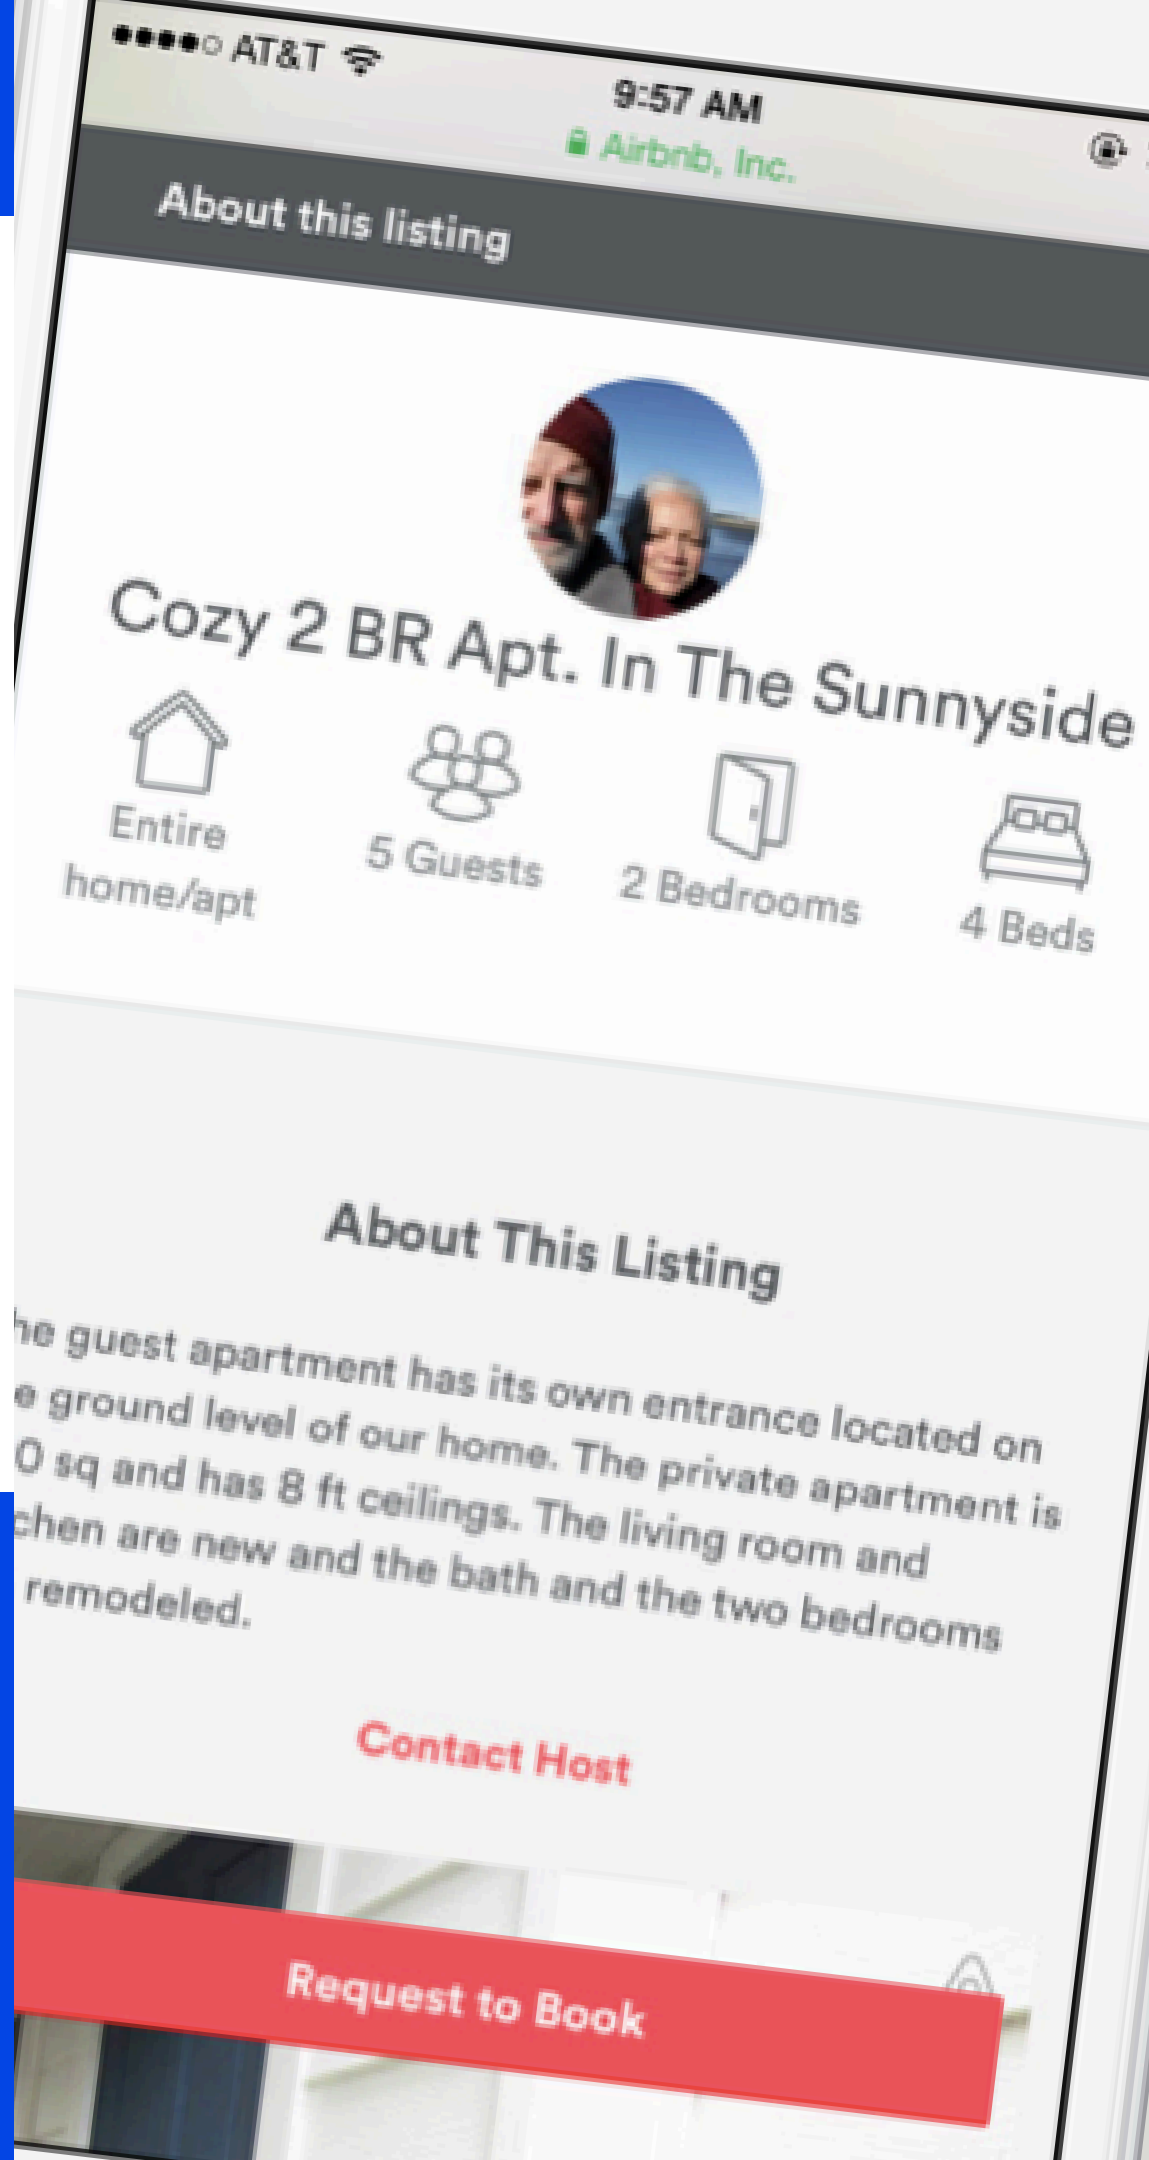 AT&T
9:57 AM
Airbnb, Inc.
About this listing
Cozy 2 BR Apt. In The Sunnyside
Entire
home/apt
5 Guests
2 Bedrooms
4 Beds
About This Listing
he guest apartment has its own entrance located on
e ground level of our home. The private apartment is
0 sq and has 8 ft ceilings. The living room and
chen are new and the bath and the two bedrooms
remodeled.
Contact Host
Request to Book